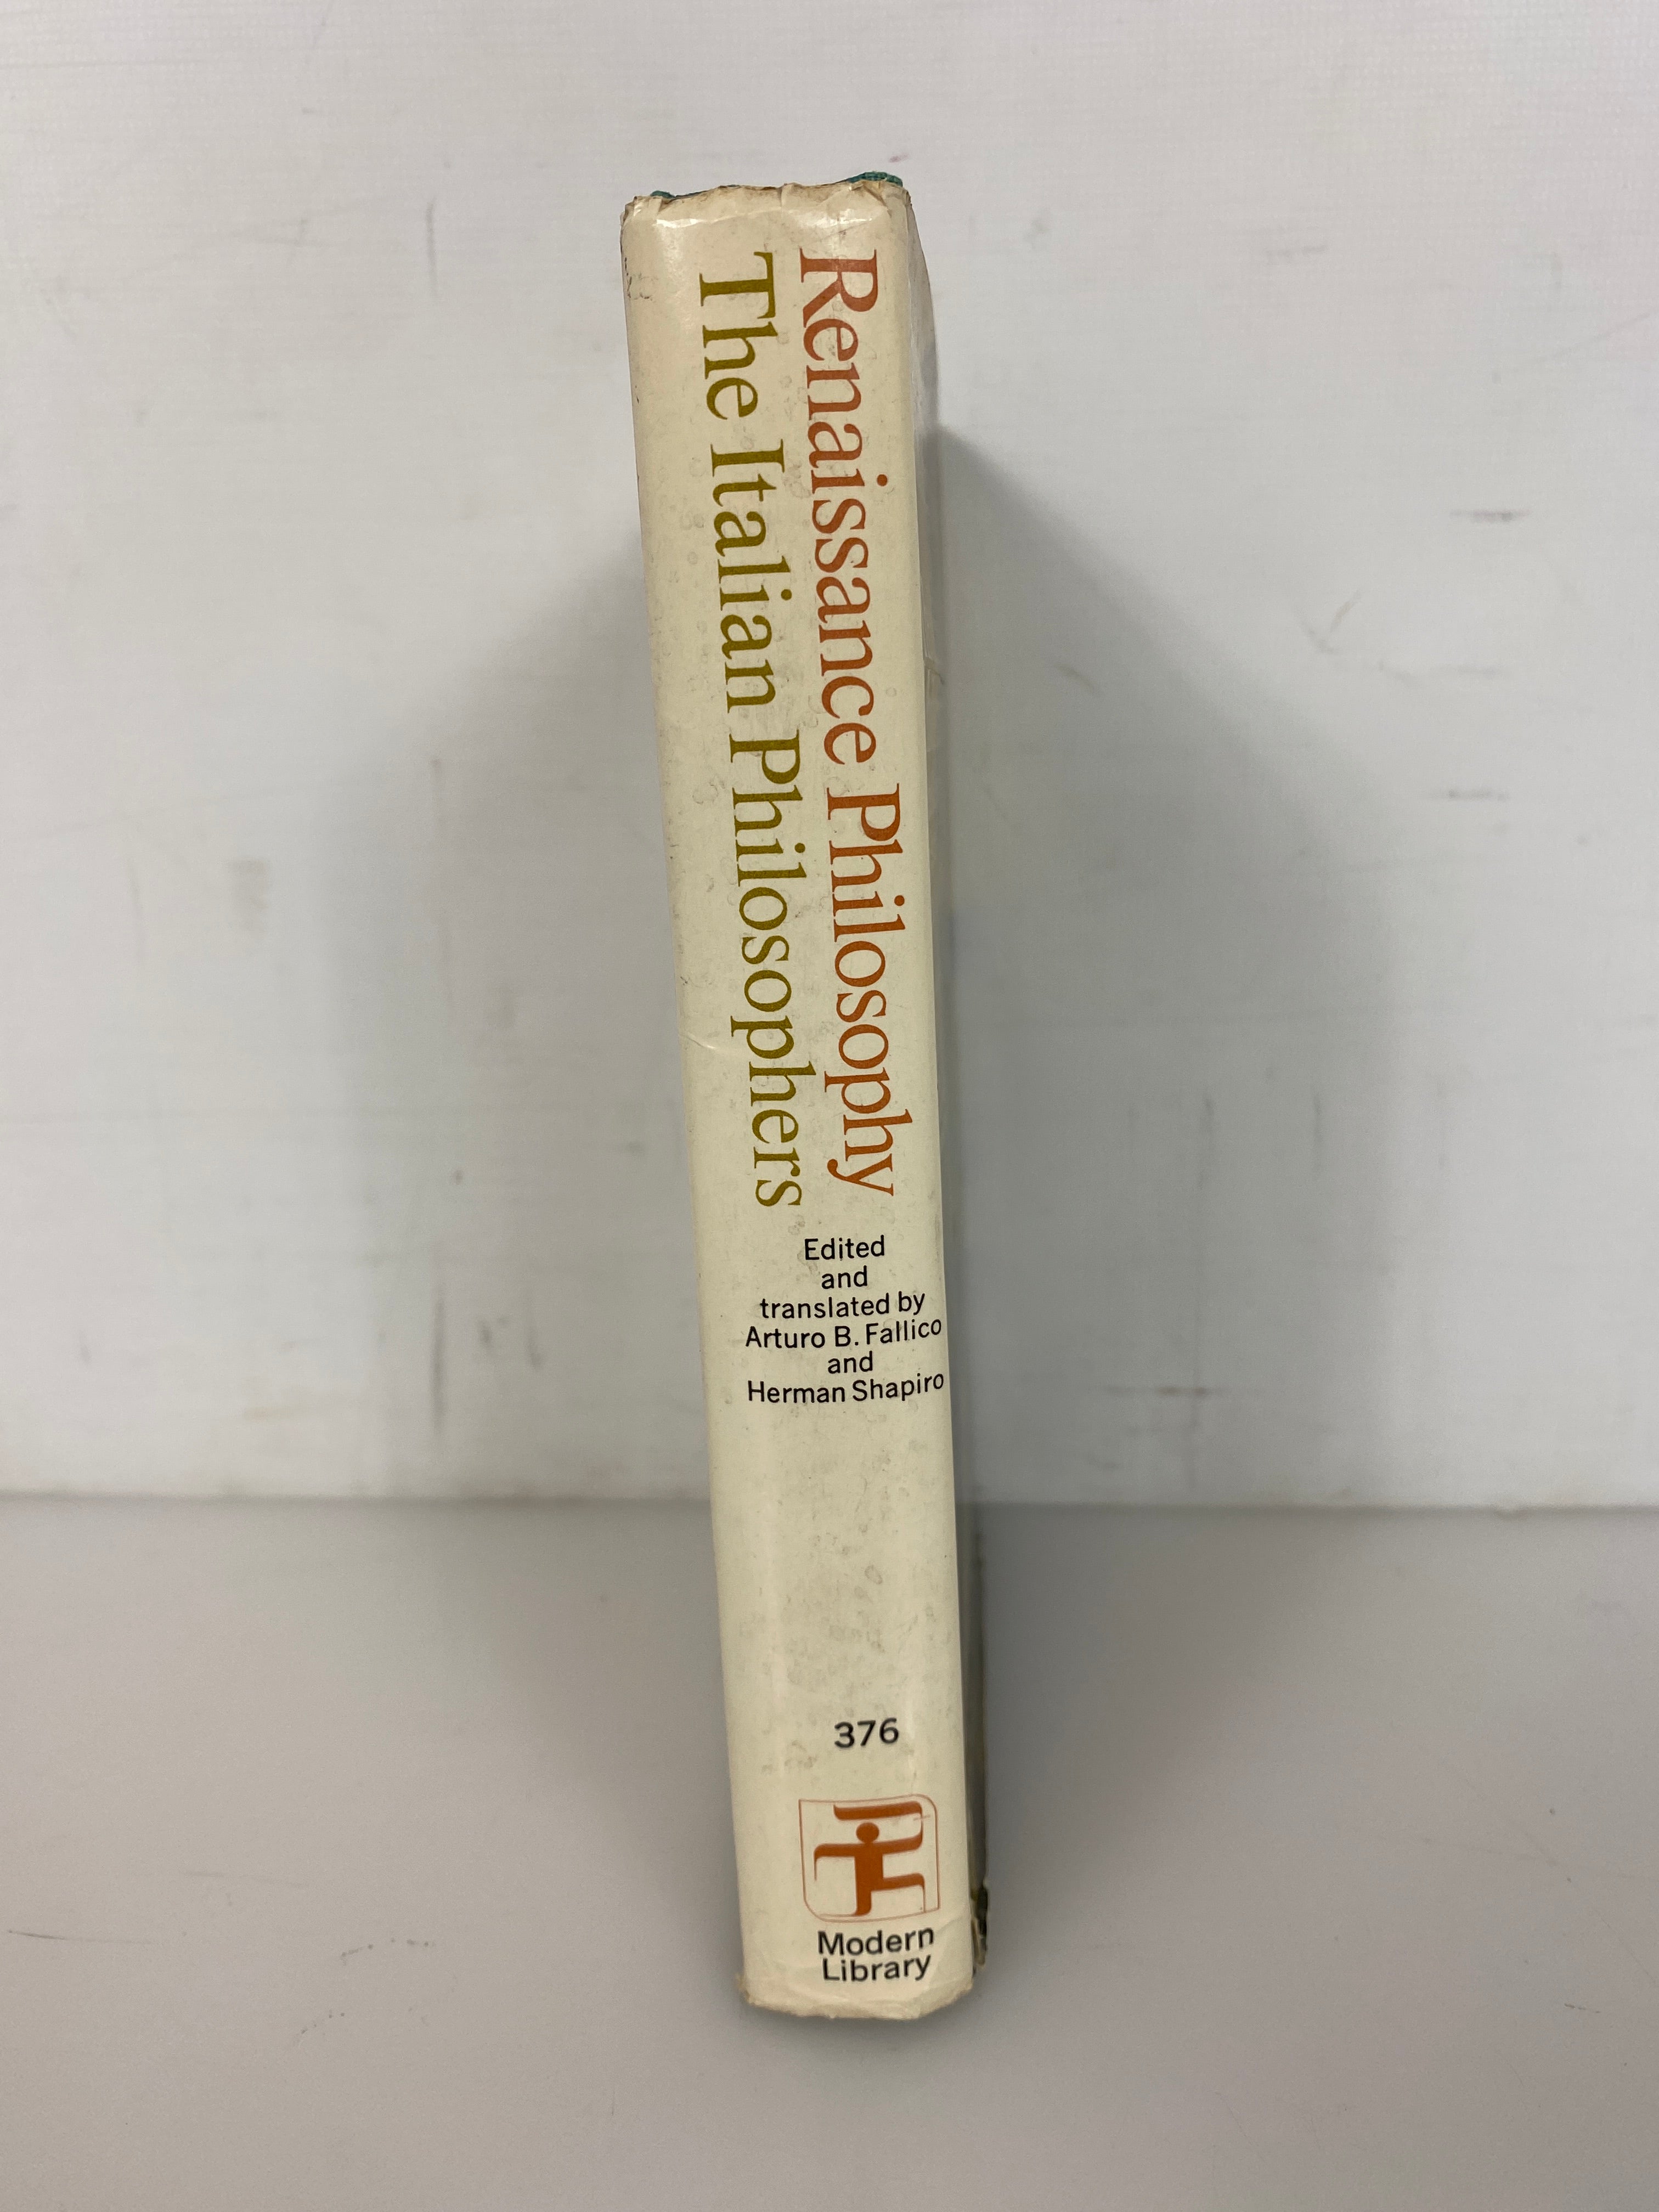 Renaissance Philosophy
The Italian Philosophers
Edited
and
translated by
Arturo B. Fallico
and
Herman Shapiro
376
Modern
Library